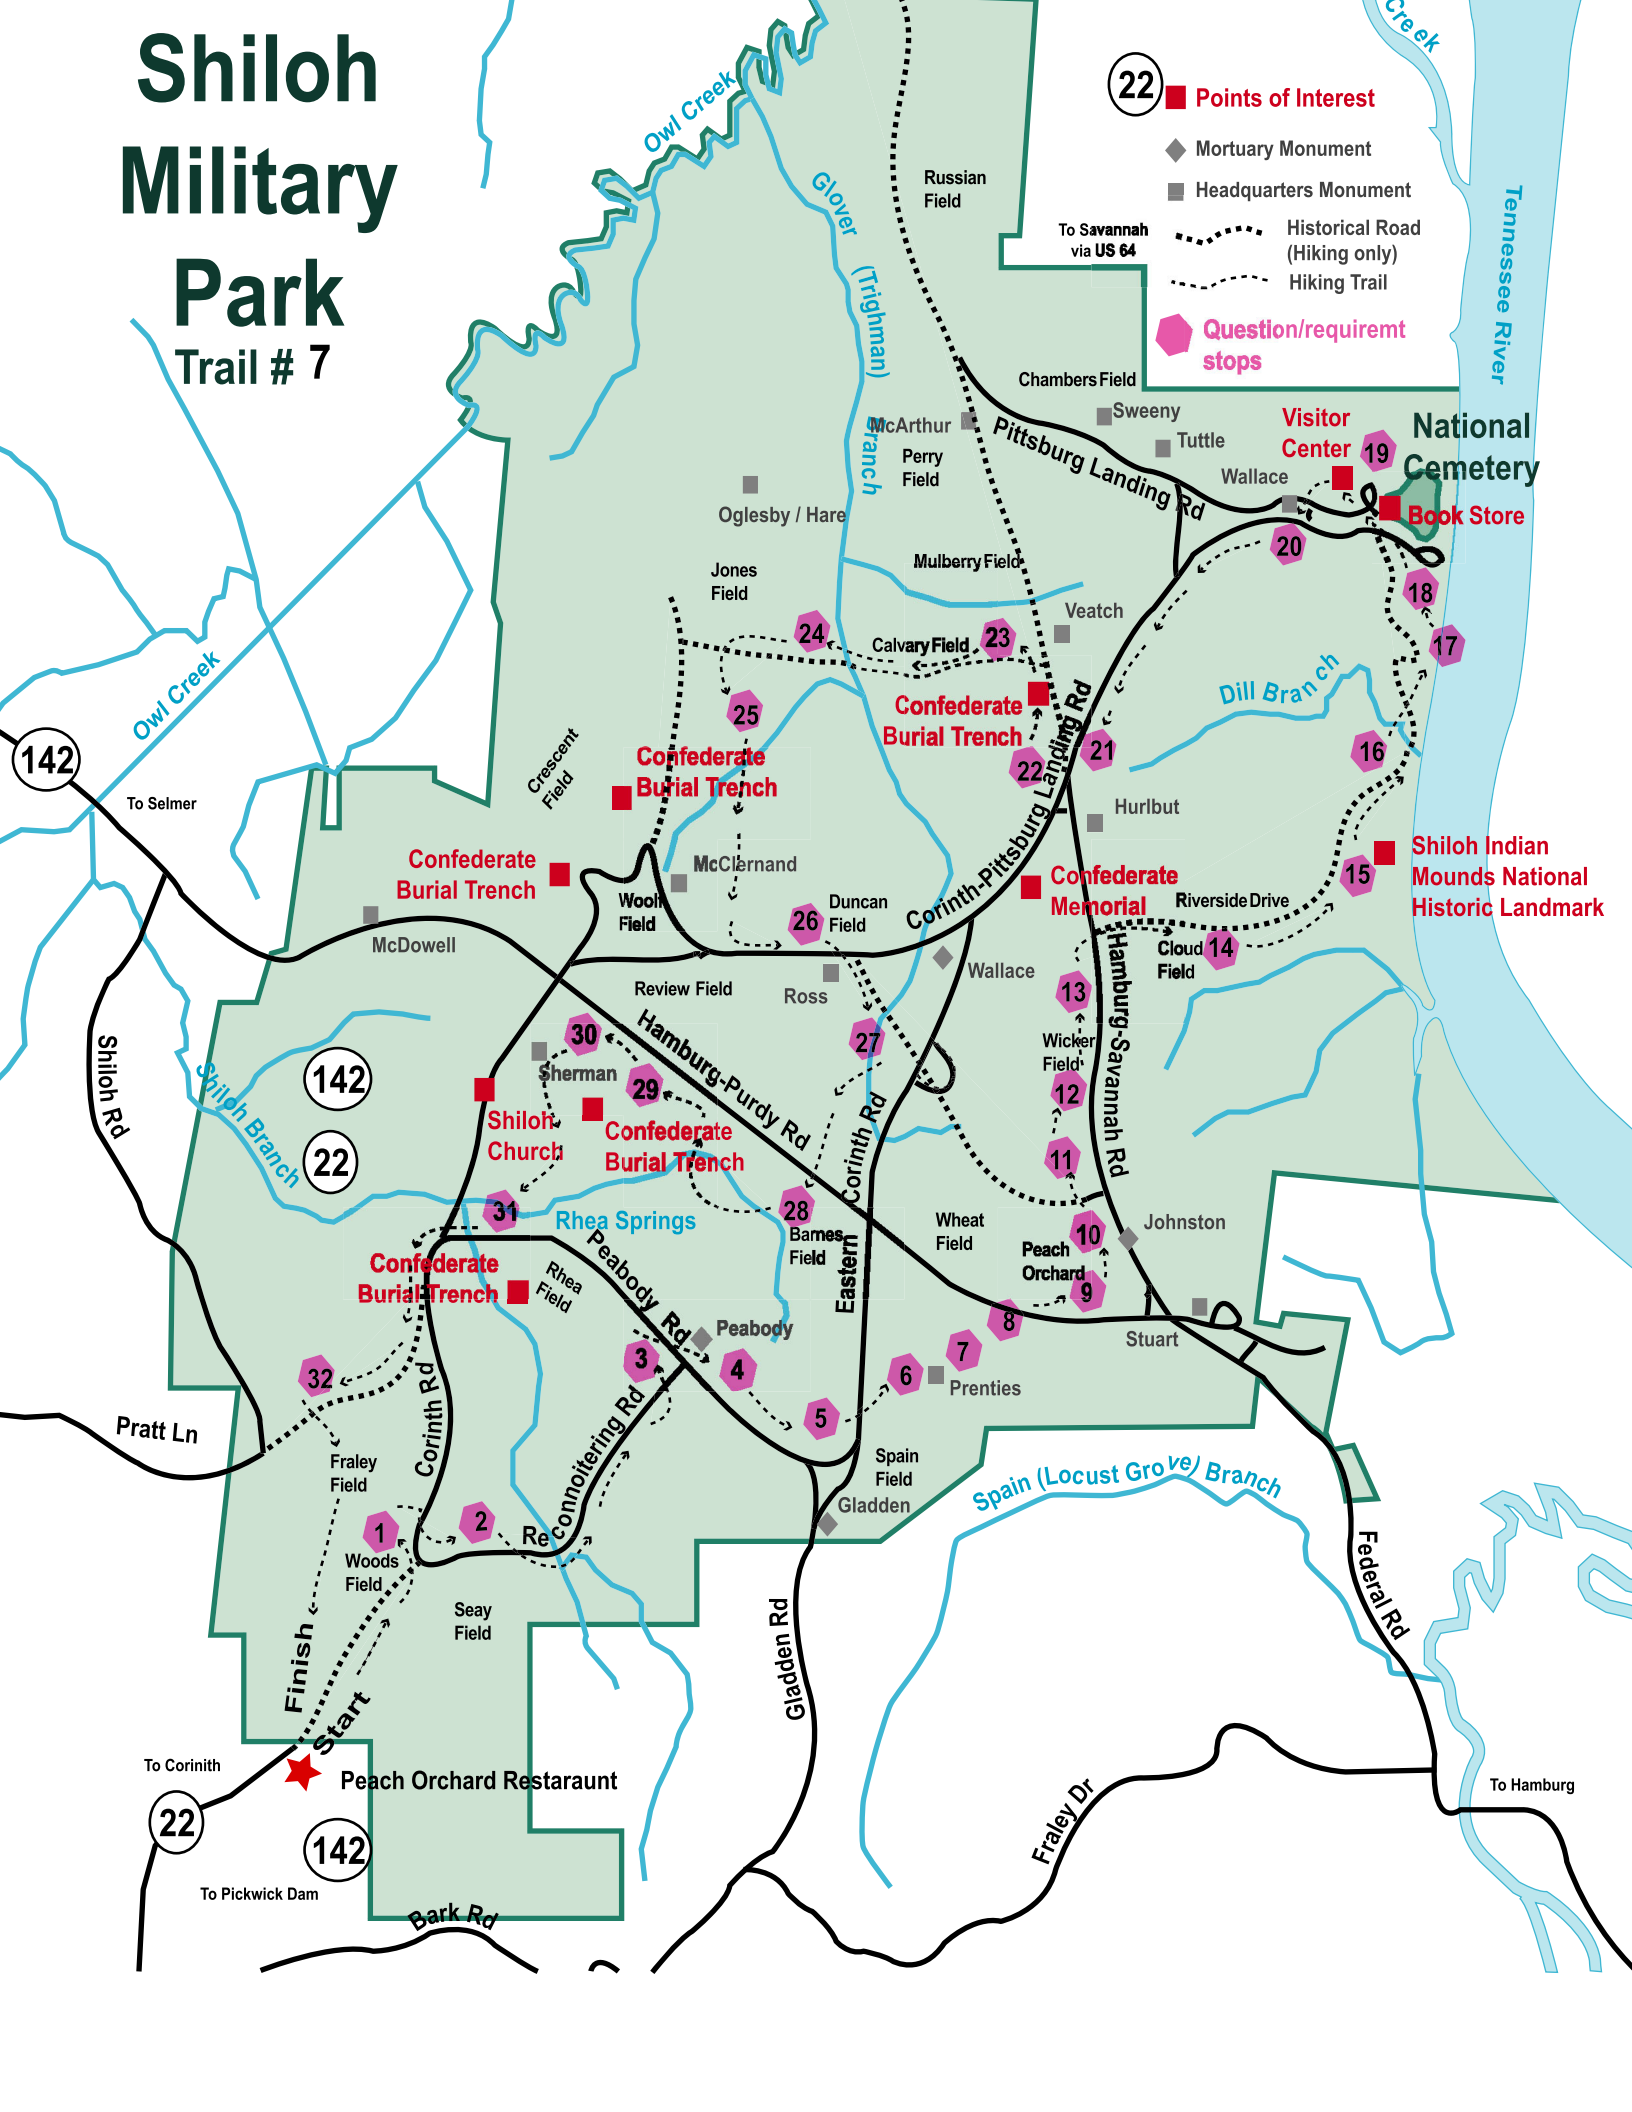 Shiloh
Military
Park
Trail # 7
Creek
22
Points of Interest
Mortuary Monument
Headquarters Monument
To Savannah
via US 64
Historical Road
(Hiking only)
Hiking Trail
Question/requiremt
stops
Tennessee River
Owl Creek
Glover
(Trighman)
Branch
Russian
Field
Chambers Field
McArthur
Sweeny
Tuttle
Pittsburg Landing Rd
Perry
Field
Visitor
Center
19
National
Cemetery
Wallace
Book Store
20
Oglesby / Hare
Mulberry Field
Jones
Field
18
Veatch
24
Calvary Field
23
17
Owl Creek
Dill Branch
Confederate
Burial Trench
25
21
16
22
142
To Selmer
Crescent
Field
Confederate
Burial Trench
Corinth-Pittsburg Landing Rd
Hurlbut
Confederate
Burial Trench
McClernand
Shiloh Indian
Mounds National
Historic Landmark
15
Confederate
Memorial
Woolf
Field
26
Duncan
Field
Riverside Drive
McDowell
Cloud
Field
14
Wallace
Ross
Review Field
13
Hamburg-Savannah Rd
Hamburg-Purdy Rd
30
27
Wicker
Field
Shiloh Rd
142
Sherman
29
12
Shiloh Branch
Shiloh
Church
Confederate
Burial Trench
22
11
Eastern Corinth Rd
31
Rhea Springs
28
Barnes
Field
Wheat
Field
10
Johnston
Peach
Orchard
Confederate
Burial Trench
Rhea
Field
Peabody Rd
9
8
Peabody
Stuart
32
3
4
7
6
Prenties
5
Pratt Ln
Corinth Rd
Reconnoitering Rd
Fraley
Field
Spain
Field
Gladden
Spain (Locust Grove) Branch
1
2
Woods
Field
Federal Rd
Seay
Field
Finish
Start
Gladden Rd
To Corinith
Peach Orchard Restaraunt
22
142
To Pickwick Dam
Fraley Dr
To Hamburg
Bark Rd